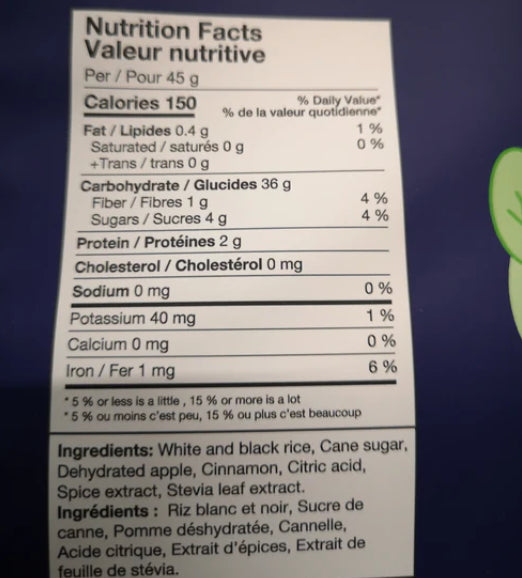 Nutrition Facts
Valeur nutritive
Per / Pour 45 g
Calories 150
% Daily Value*
% de la valeur quotidienne*
Fat / Lipides 0.4 g 1 %
Saturated / saturés 0 g 0 %
+Trans / trans 0 g
Carbohydrate / Glucides 36 g
Fiber / Fibres 1 g 4 %
Sugars / Sucres 4 g 4 %
Protein / Protéines 2 g
Cholesterol / Cholestérol 0 mg
Sodium 0 mg 0 %
Potassium 40 mg 1 %
Calcium 0 mg 0 %
Iron / Fer 1 mg 6 %
* 5 % or less is a little , 15 % or more is a lot
* 5 % ou moins c'est peu, 15 % ou plus c'est beaucoup
Ingredients: White and black rice, Cane sugar,
Dehydrated apple, Cinnamon, Citric acid,
Spice extract, Stevia leaf extract.
Ingrédients : Riz blanc et noir, Sucre de
canne, Pomme déshydratée, Cannelle,
Acide citrique, Extrait d'épices, Extrait de
feuille de stévia.